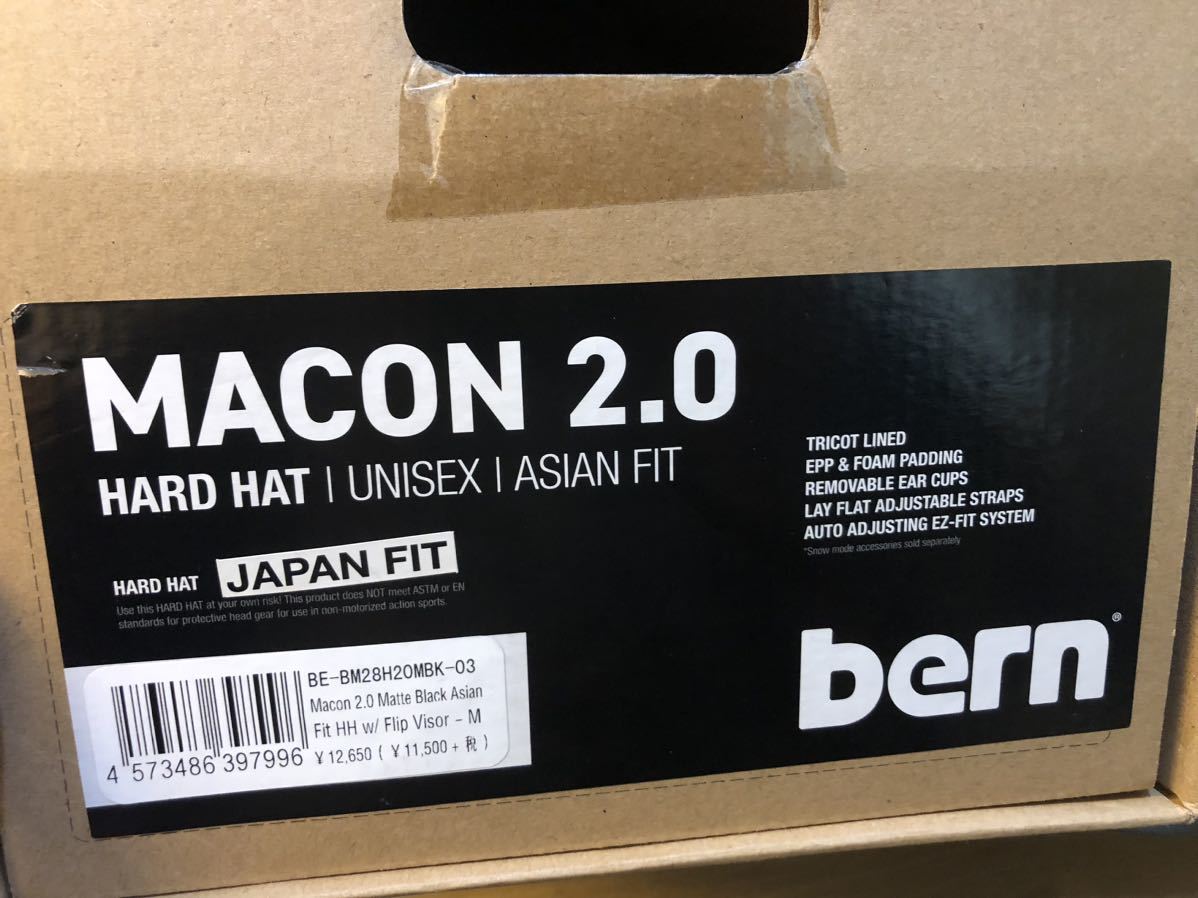 MACON 2.0
HARD HAT | UNISEX | ASIAN FIT
HARD HAT JAPAN FIT
Use this HARD HAT at your own risk! This product does NOT meet ASTM or EN
standards for protective head gear for use in non-motorized action sports.
BE-BM28H20MBK-03
Macon 2.0 Matte Black Asian
Fit HH w/ Flip Visor - M
¥12,650 ( ¥11,500 + 税 )
4 573486 397996
TRICOT LINED
EPP & FOAM PADDING
REMOVABLE EAR CUPS
LAY FLAT ADJUSTABLE STRAPS
AUTO ADJUSTING EZ-FIT SYSTEM
*Snow mode accessories sold separately
bern®